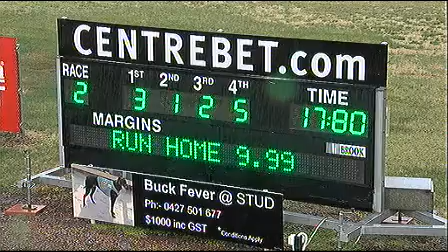 CENTREBET.com
RACE 1ST 2ND 3RD 4TH TIME
2 3 1 2 5 17:80
MARGINS
RUN HOME 9.99
BROOK
Buck Fever @ STUD
Ph:- 0427 501 677
$1000 inc GST *Conditions Apply